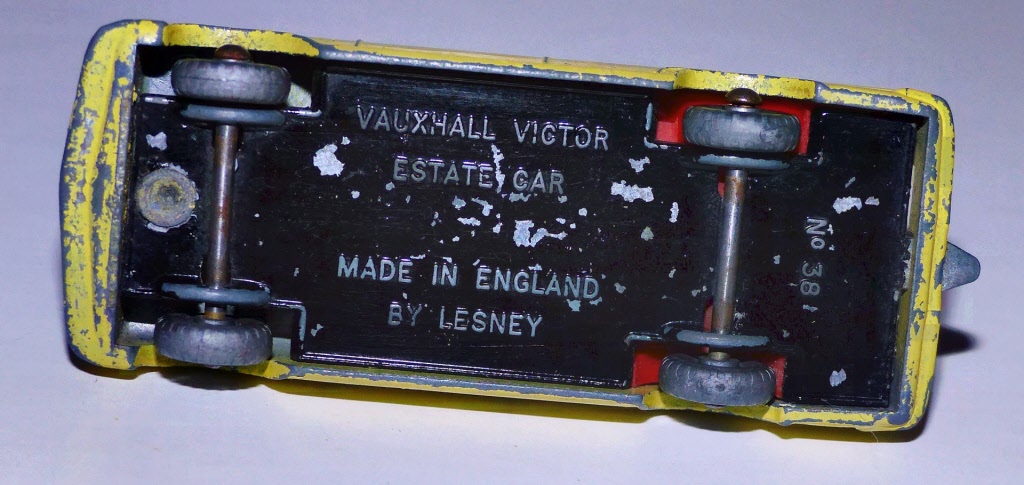 VAUXHALL VICTOR
ESTATE CAR
MADE IN ENGLAND
BY LESNEY
No 38